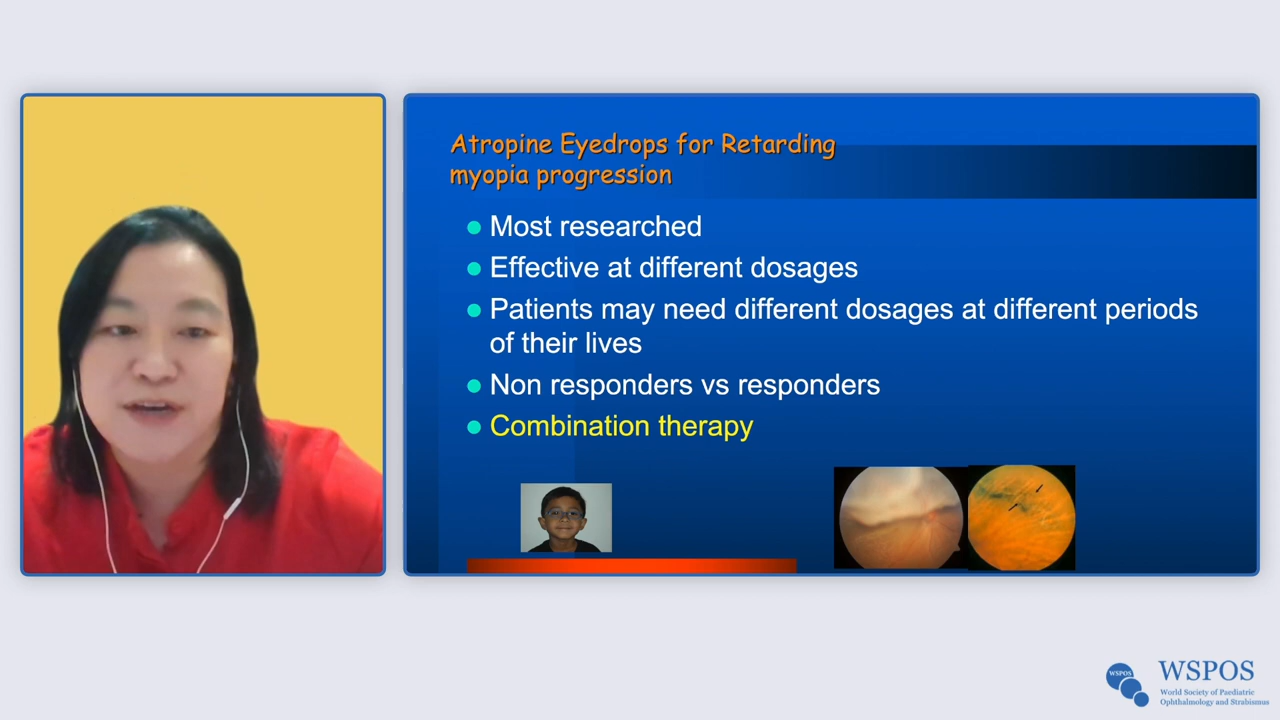 Atropine Eyedrops for Retarding
myopia progression
Most researched
Effective at different dosages
Patients may need different dosages at different periods
of their lives
Non responders vs responders
Combination therapy
WSPOS
WSPOS
World Society of Paediatric
Ophthalmology and Strabismus